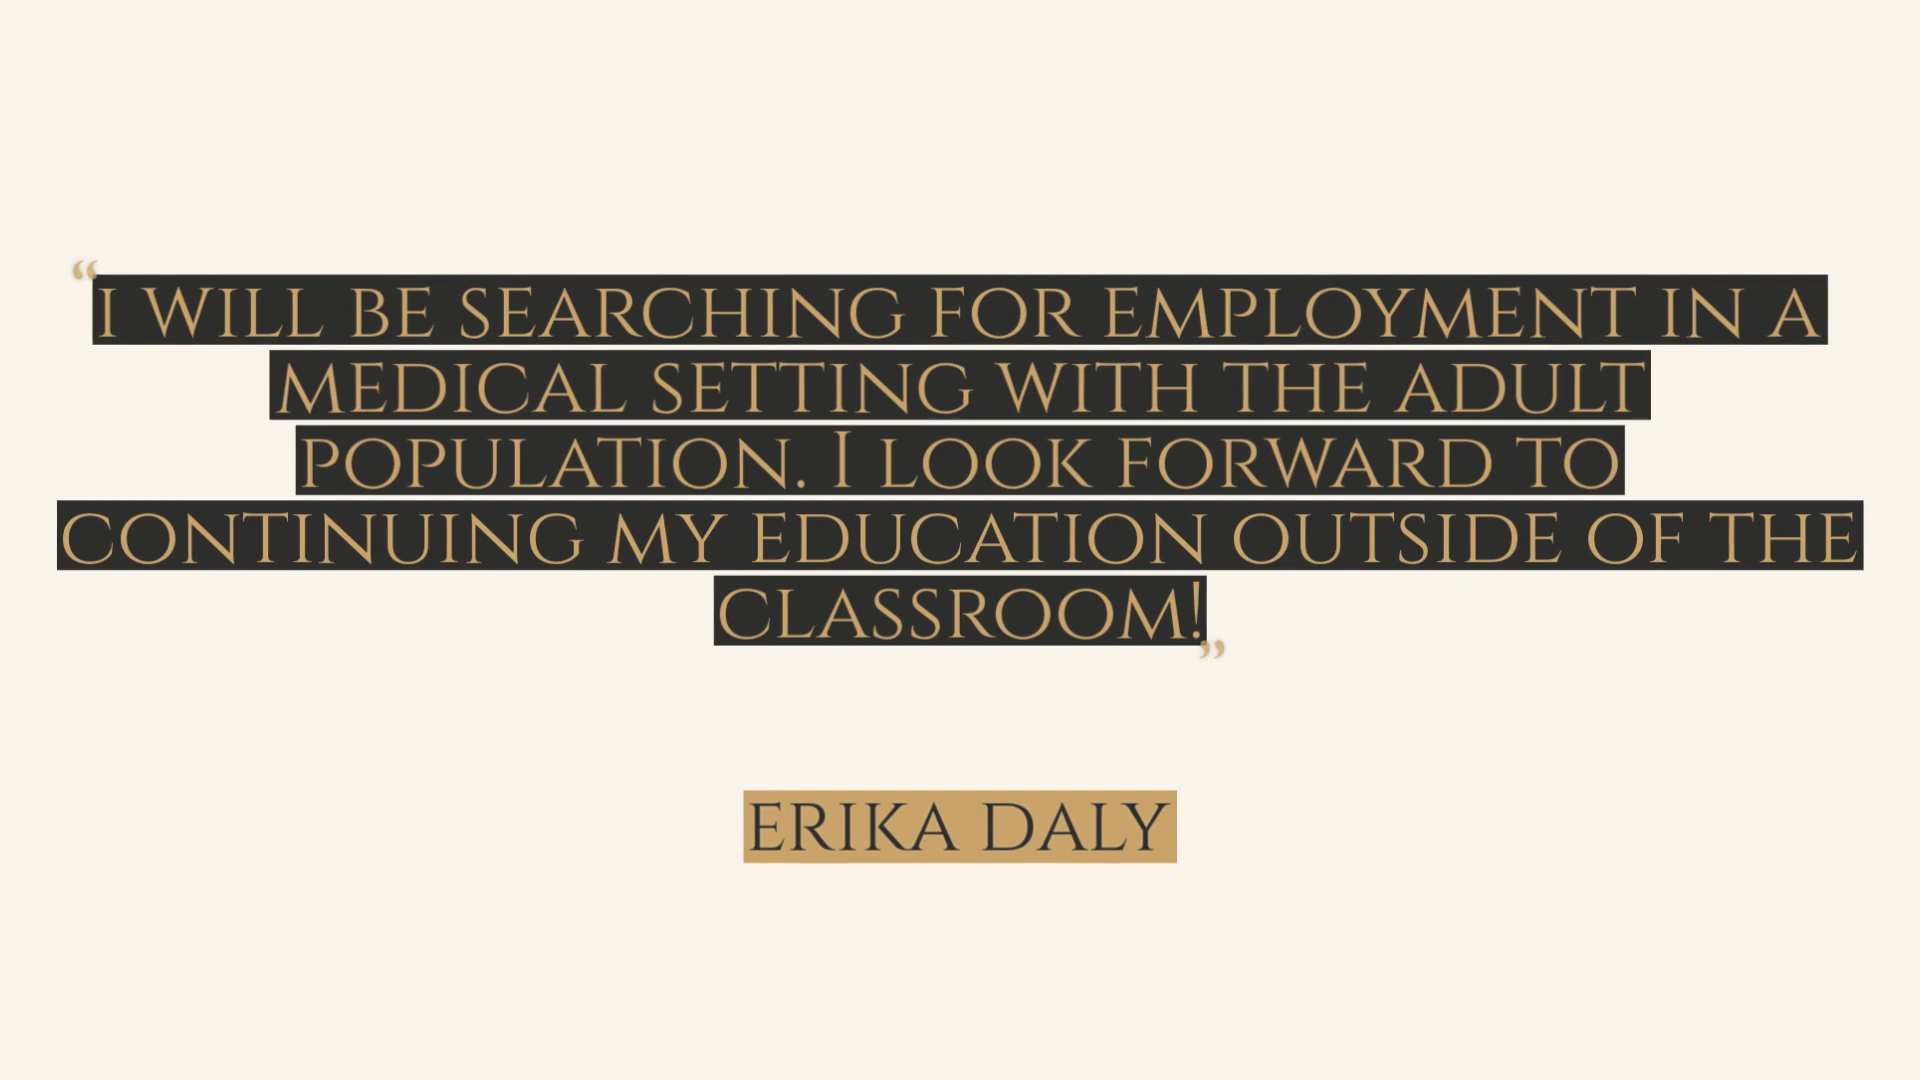 “I WILL BE SEARCHING FOR EMPLOYMENT IN A
MEDICAL SETTING WITH THE ADULT
POPULATION. I LOOK FORWARD TO
CONTINUING MY EDUCATION OUTSIDE OF THE
CLASSROOM!”
ERIKA DALY